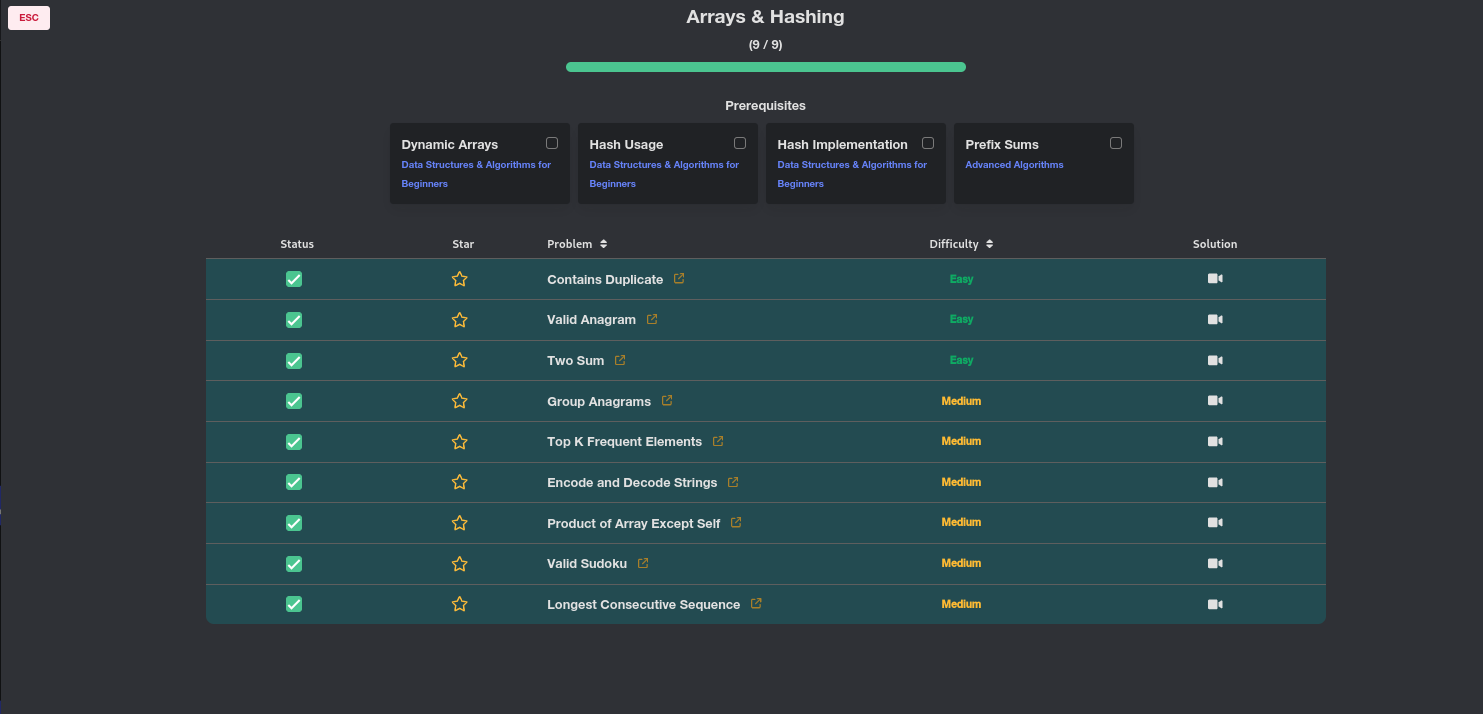 ESC
Arrays & Hashing
(9 / 9)
Prerequisites
Dynamic Arrays
Data Structures & Algorithms for
Beginners
Hash Usage
Data Structures & Algorithms for
Beginners
Hash Implementation
Data Structures & Algorithms for
Beginners
Prefix Sums
Advanced Algorithms
Status Star Problem Difficulty Solution
Contains Duplicate Easy
Valid Anagram Easy
Two Sum Easy
Group Anagrams Medium
Top K Frequent Elements Medium
Encode and Decode Strings Medium
Product of Array Except Self Medium
Valid Sudoku Medium
Longest Consecutive Sequence Medium